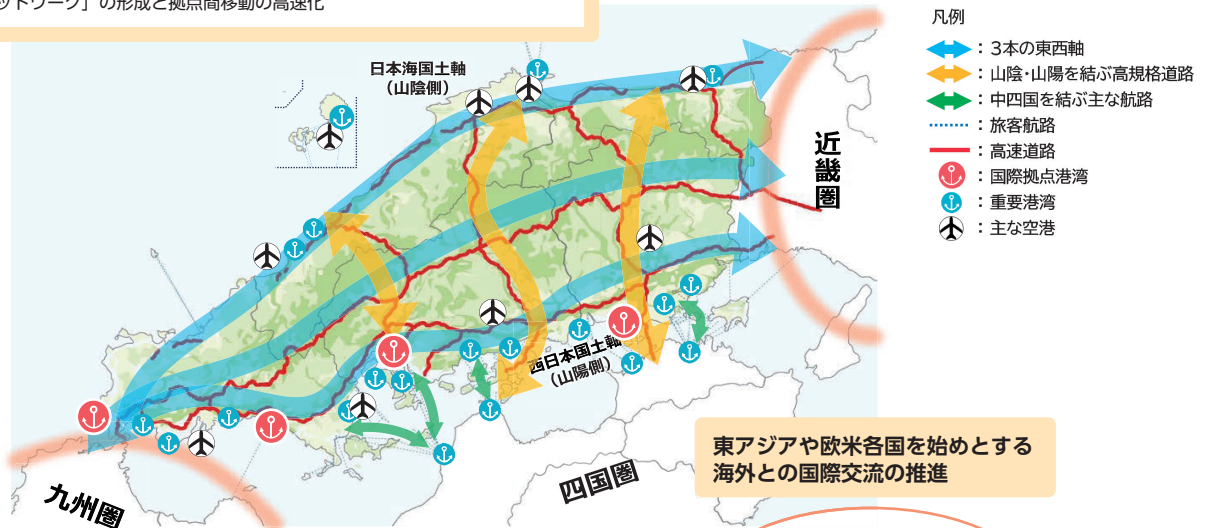 ットワーク」の形成と拠点間移動の高速化
凡例
：3本の東西軸
：山陰・山陽を結ぶ高規格道路
：中四国を結ぶ主な航路
：旅客航路
：高速道路
：国際拠点港湾
：重要港湾
：主な空港
日本海国土軸
（山陰側）
近畿圏
西日本国土軸
（山陽側）
東アジアや欧米各国を始めとする
海外との国際交流の推進
四国圏
九州圏